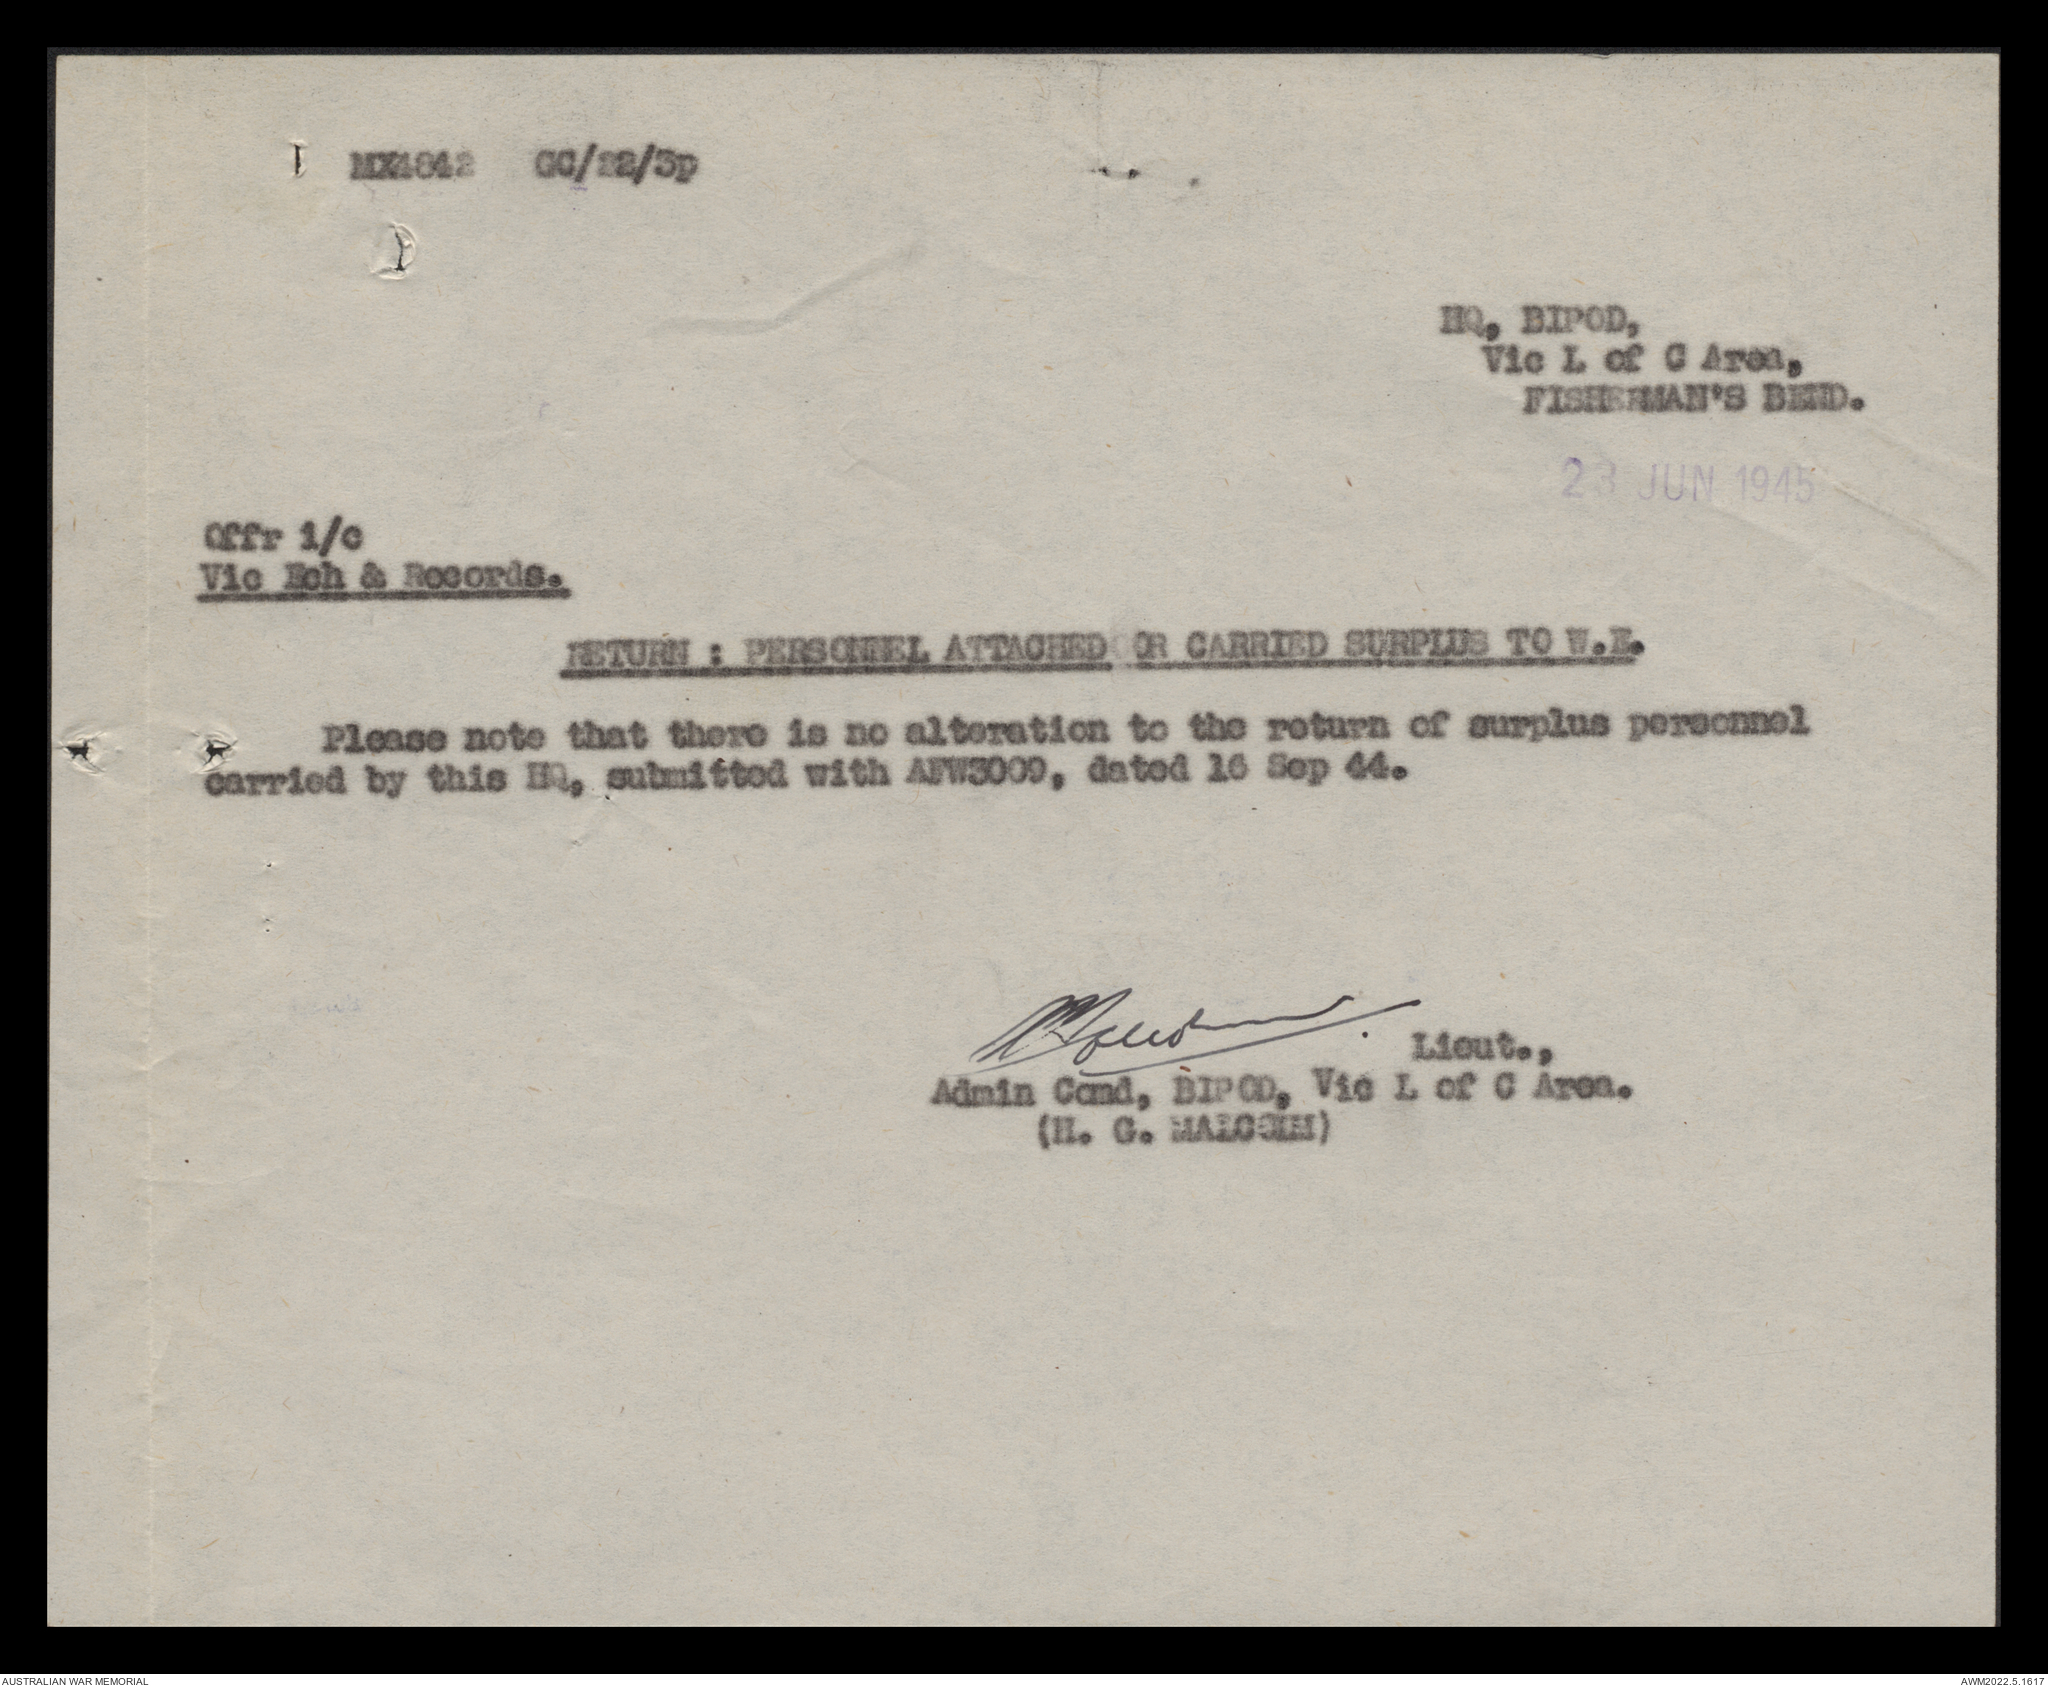 MX4842 GC/22/3p
HQ, BIPOD,
Vic L of C Area,
FISHERMAN'S BEND.
23 JUN 1945
Offr i/c
Vic Ech & Records.
RETURN : PERSONNEL ATTACHED OR CARRIED SURPLUS TO W.E.
Please note that there is no alteration to the return of surplus personnel
carried by this HQ, submitted with AFW3009, dated 16 Sep 44.
Lieut.,
Admin Comd, BIPOD, Vic L of C Area.
(H. G. MALCOLM)
AUSTRALIAN WAR MEMORIAL
AWM2022.5.1617